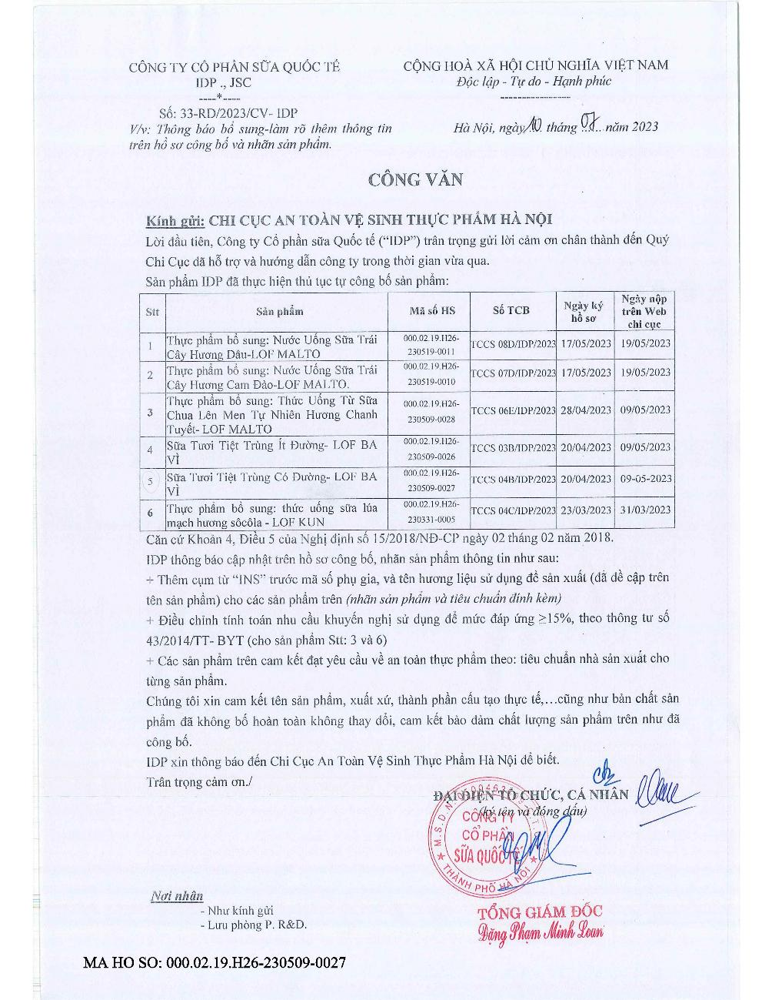 CÔNG TY CỔ PHẦN SỮA QUỐC TẾ
IDP ., JSC
----*----
Số: 33-RD/2023/CV- IDP
V/v: Thông báo bổ sung-làm rõ thêm thông tin
trên hồ sơ công bố và nhãn sản phẩm.
CỘNG HOÀ XÃ HỘI CHỦ NGHĨA VIỆT NAM
Độc lập - Tự do - Hạnh phúc
----------------
Hà Nội, ngày 10 tháng 07 năm 2023
CÔNG VĂN
Kính gửi: CHI CỤC AN TOÀN VỆ SINH THỰC PHẨM HÀ NỘI
Lời đầu tiên, Công ty Cổ phần sữa Quốc tế (“IDP”) trân trọng gửi lời cảm ơn chân thành đến Quý
Chi Cục đã hỗ trợ và hướng dẫn công ty trong thời gian vừa qua.
Sản phẩm IDP đã thực hiện thủ tục tự công bố sản phẩm:
Stt Sản phẩm Mã số HS Số TCB Ngày ký hồ sơ Ngày nộp trên Web chi cục
1 Thực phẩm bổ sung: Nước Uống Sữa Trái Cây Hương Dâu-LOF MALTO 000.02.19.H26-230519-0011 TCCS 08D/IDP/2023 17/05/2023 19/05/2023
2 Thực phẩm bổ sung: Nước Uống Sữa Trái Cây Hương Cam Đào-LOF MALTO. 000.02.19.H26-230519-0010 TCCS 07D/IDP/2023 17/05/2023 19/05/2023
3 Thực phẩm bổ sung: Thức Uống Từ Sữa Chua Lên Men Tự Nhiên Hương Chanh Tuyết- LOF MALTO 000.02.19.H26-230509-0028 TCCS 06E/IDP/2023 28/04/2023 09/05/2023
4 Sữa Tươi Tiệt Trùng Ít Đường- LOF BA VÌ 000.02.19.H26-230509-0026 TCCS 03B/IDP/2023 20/04/2023 09/05/2023
5 Sữa Tươi Tiệt Trùng Có Đường- LOF BA VÌ 000.02.19.H26-230509-0027 TCCS 04B/IDP/2023 20/04/2023 09-05-2023
6 Thực phẩm bổ sung: thức uống sữa lúa mạch hương sôcôla - LOF KUN 000.02.19.H26-230331-0005 TCCS 04C/IDP/2023 23/03/2023 31/03/2023
Căn cứ Khoản 4, Điều 5 của Nghị định số 15/2018/NĐ-CP ngày 02 tháng 02 năm 2018.
IDP thông báo cập nhật trên hồ sơ công bố, nhãn sản phẩm thông tin như sau:
+ Thêm cụm từ “INS” trước mã số phụ gia, và tên hương liệu sử dụng để sản xuất (đã đề cập trên
tên sản phẩm) cho các sản phẩm trên (nhãn sản phẩm và tiêu chuẩn đính kèm)
+ Điều chỉnh tính toán nhu cầu khuyến nghị sử dụng để mức đáp ứng ≥15%, theo thông tư số
43/2014/TT- BYT (cho sản phẩm Stt: 3 và 6)
+ Các sản phẩm trên cam kết đạt yêu cầu về an toàn thực phẩm theo: tiêu chuẩn nhà sản xuất cho
từng sản phẩm.
Chúng tôi xin cam kết tên sản phẩm, xuất xứ, thành phần cấu tạo thực tế,…cũng như bản chất sản
phẩm đã không bố hoàn toàn không thay đổi, cam kết bảo đảm chất lượng sản phẩm trên như đã
công bố.
IDP xin thông báo đến Chi Cục An Toàn Vệ Sinh Thực Phẩm Hà Nội để biết.
Trân trọng cảm ơn./
ĐẠI DIỆN TỔ CHỨC, CÁ NHÂN
(ký tên và đóng dấu)
CÔNG TY
CỔ PHẦN
SỮA QUỐC TẾ
THÀNH PHỐ HÀ NỘI
TỔNG GIÁM ĐỐC
Đặng Phạm Minh Loan
Nơi nhận
- Như kính gửi
- Lưu phòng P. R&D.
MA HO SO: 000.02.19.H26-230509-0027